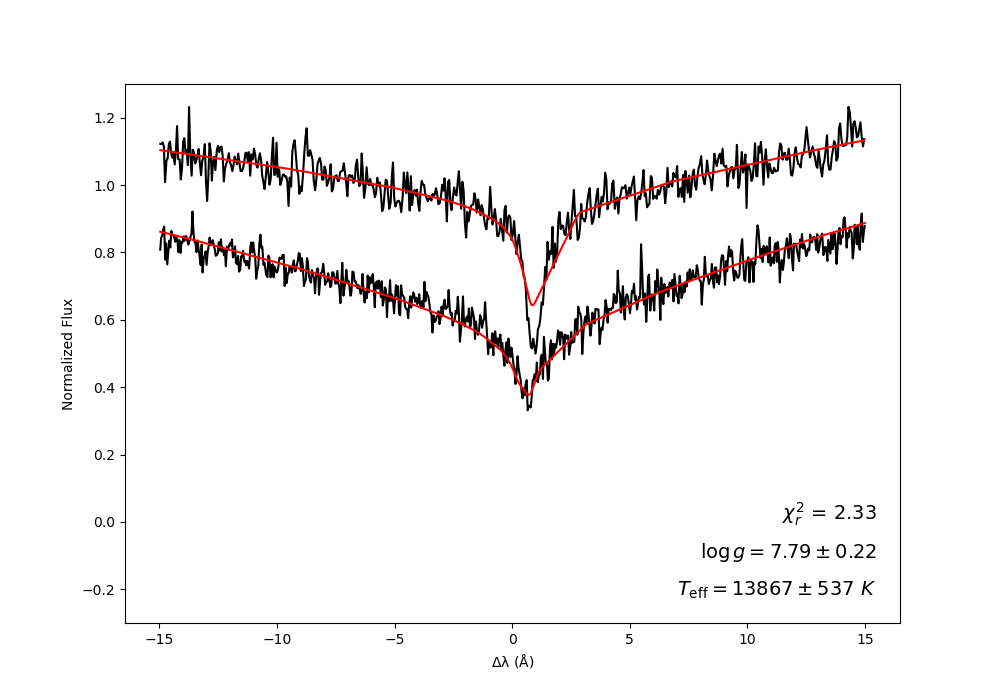 1.2
1.0
0.8
0.6
0.4
0.2
0.0
−0.2
Normalized Flux
χ²ᵣ = 2.33
log g = 7.79 ± 0.22
T_eff = 13867 ± 537 K
−15 −10 −5 0 5 10 15
Δλ (Å)